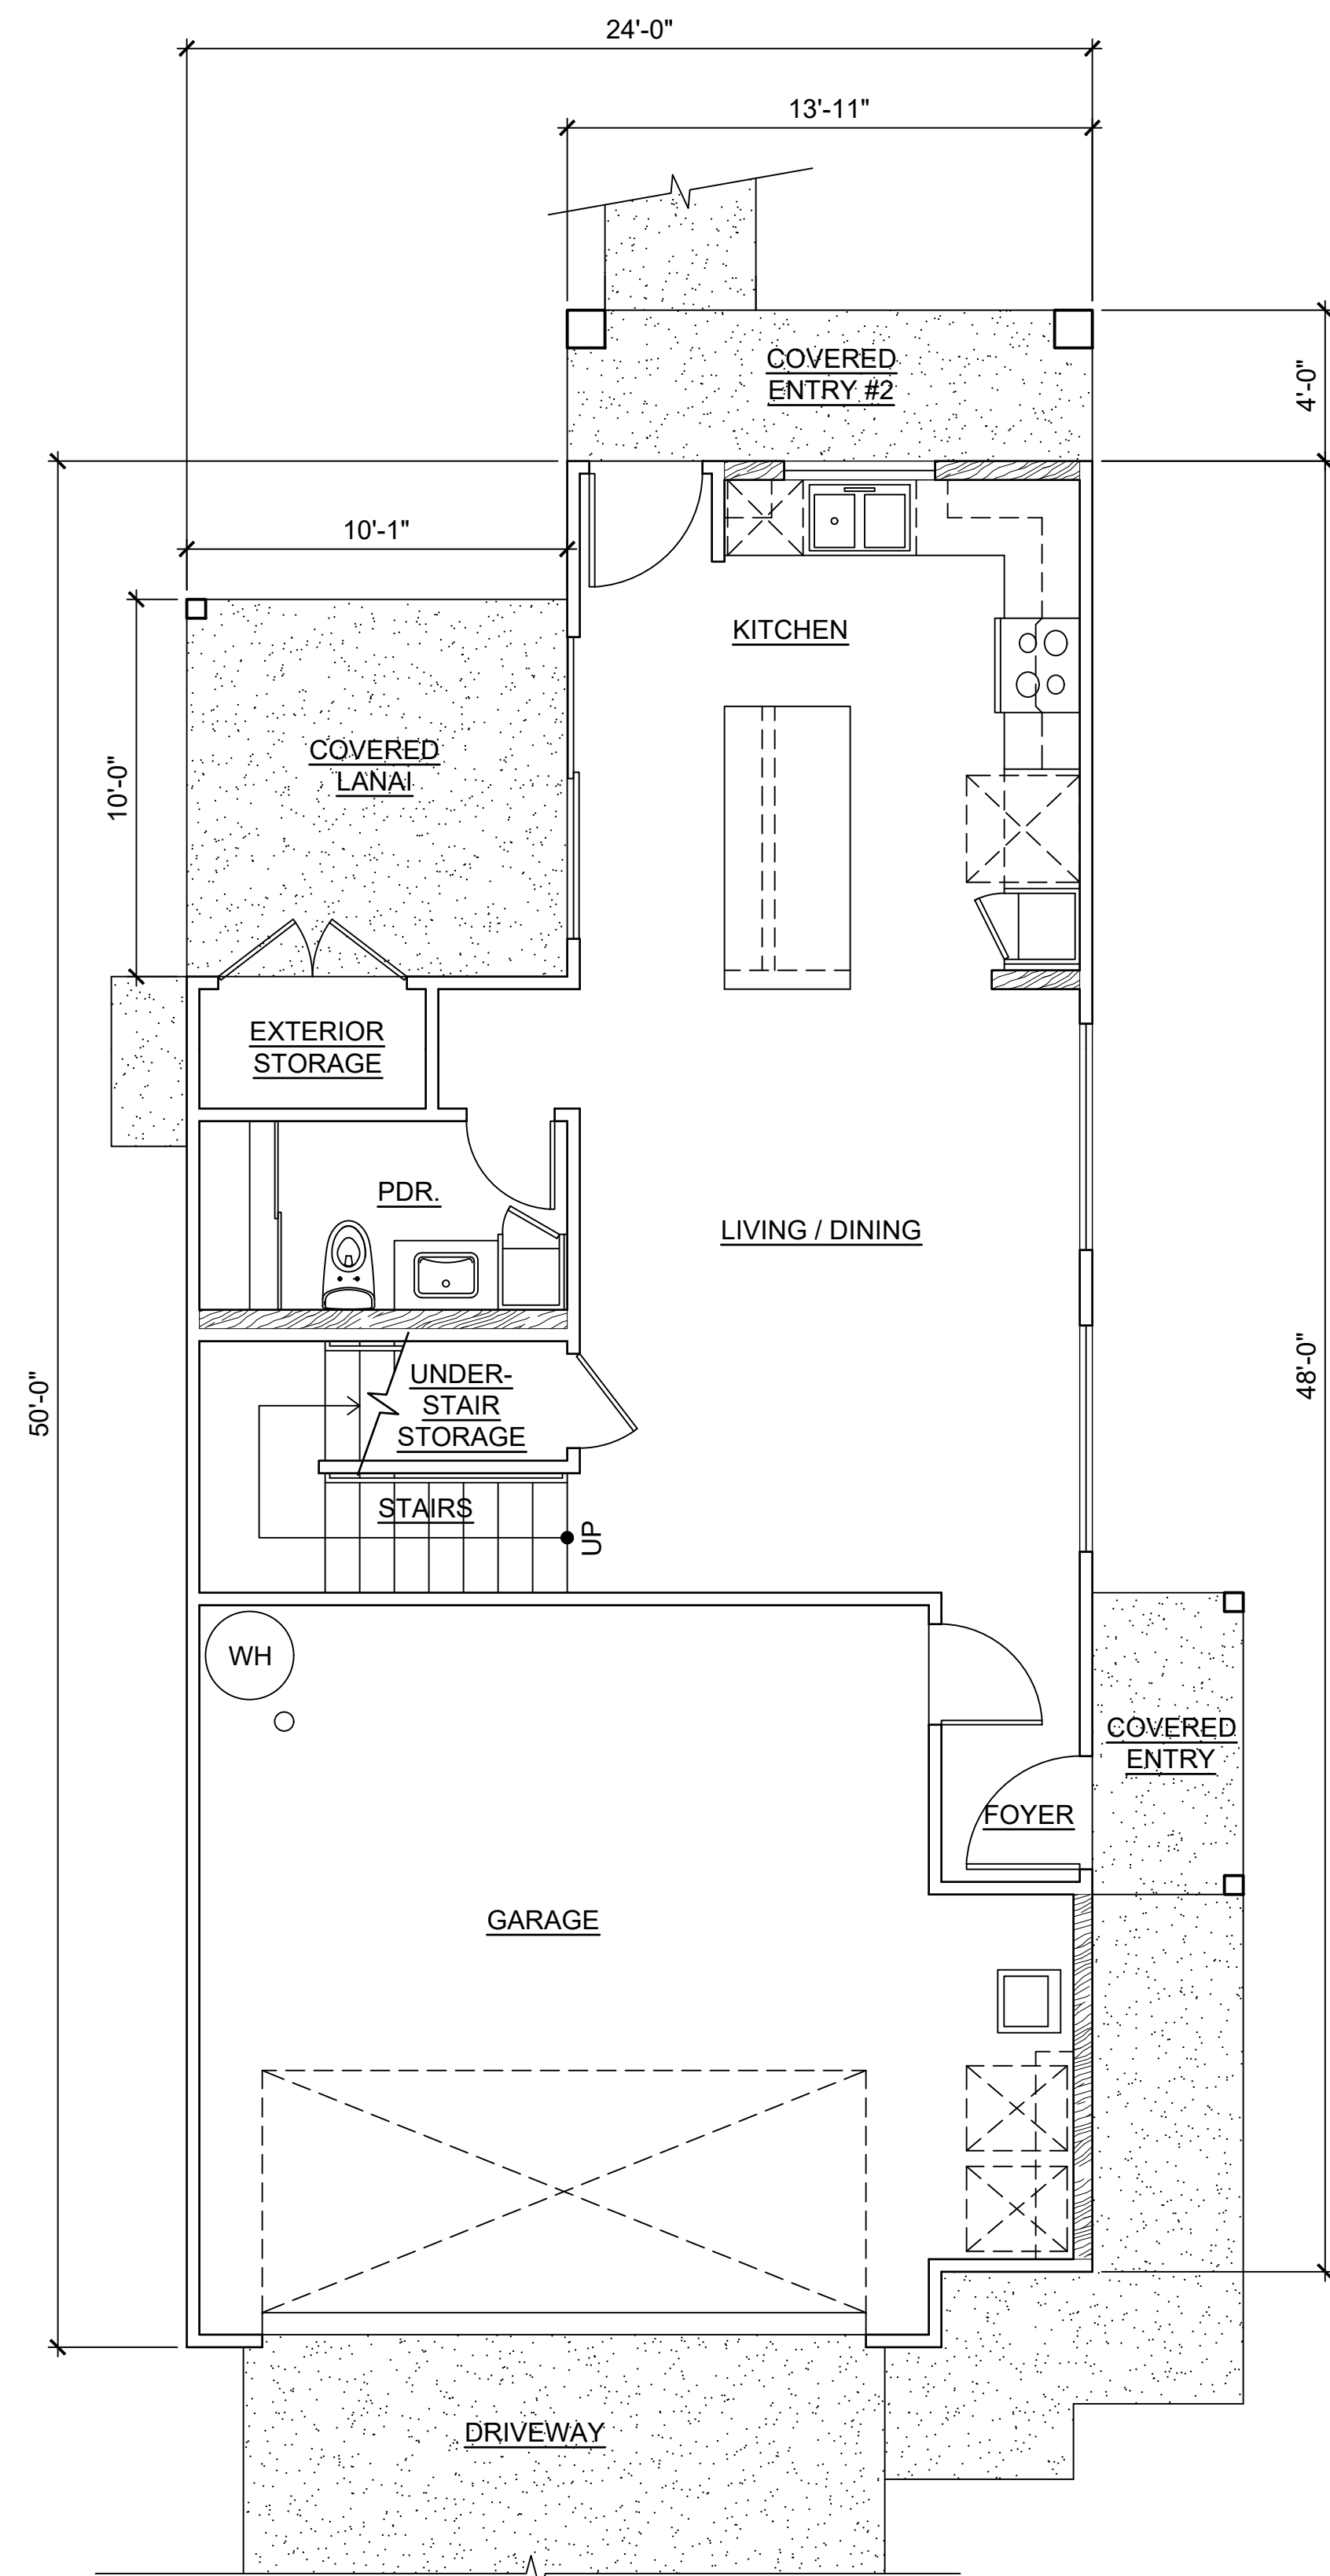 24'-0"
13'-11"
COVERED
ENTRY #2
4'-0"
10'-1"
KITCHEN
COVERED
LANAI
10'-0"
EXTERIOR
STORAGE
PDR.
LIVING / DINING
UNDER-
STAIR
STORAGE
50'-0"
48'-0"
STAIRS
UP
WH
COVERED
ENTRY
FOYER
GARAGE
DRIVEWAY